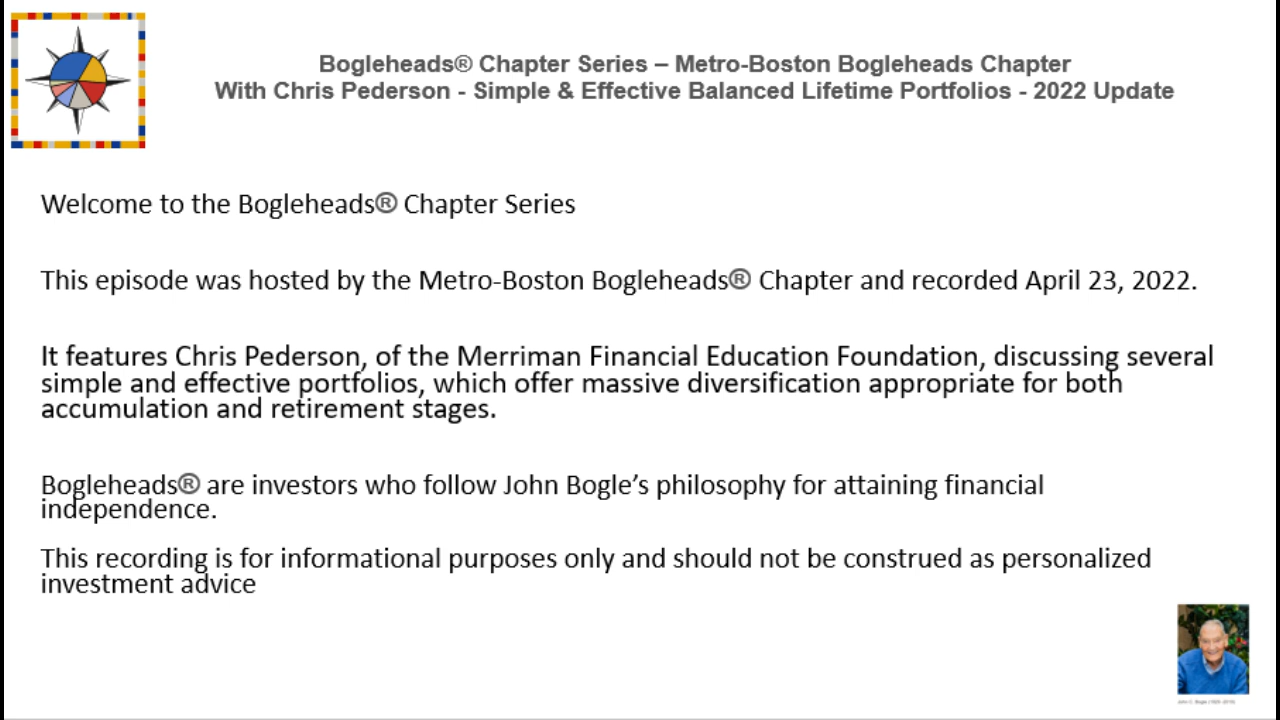 Bogleheads® Chapter Series – Metro-Boston Bogleheads Chapter
With Chris Pederson - Simple & Effective Balanced Lifetime Portfolios - 2022 Update
Welcome to the Bogleheads® Chapter Series
This episode was hosted by the Metro-Boston Bogleheads® Chapter and recorded April 23, 2022.
It features Chris Pederson, of the Merriman Financial Education Foundation, discussing several
simple and effective portfolios, which offer massive diversification appropriate for both
accumulation and retirement stages.
Bogleheads® are investors who follow John Bogle’s philosophy for attaining financial
independence.
This recording is for informational purposes only and should not be construed as personalized
investment advice
John C. Bogle (1929-2019)